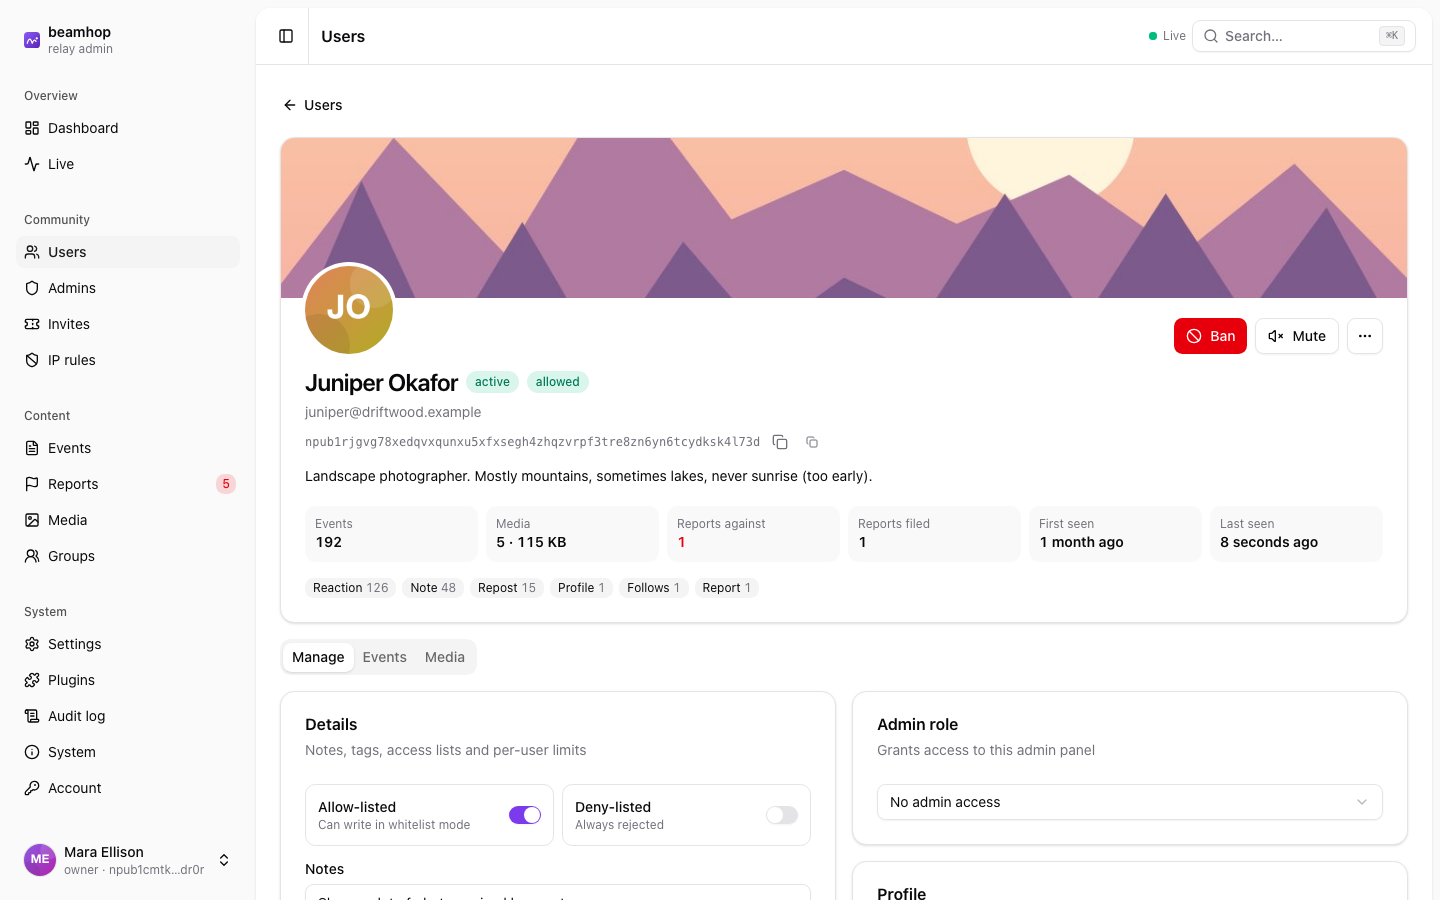 beamhop
relay admin
Overview
Dashboard
Live
Community
Users
Admins
Invites
IP rules
Content
Events
Reports 5
Media
Groups
System
Settings
Plugins
Audit log
System
Account
ME
Mara Ellison
owner · npub1cmtk...dr0r
Users
Live
Search...
⌘K
Users
JO
Ban
Mute
Juniper Okafor active allowed
juniper@driftwood.example
npub1rjgvg78xedqvxqunxu5xfxsegh4zhqzvrpf3tre8zn6yn6tcydksk4l73d
Landscape photographer. Mostly mountains, sometimes lakes, never sunrise (too early).
Events
192
Media
5 · 115 KB
Reports against
1
Reports filed
1
First seen
1 month ago
Last seen
8 seconds ago
Reaction 126 Note 48 Repost 15 Profile 1 Follows 1 Report 1
Manage Events Media
Details
Notes, tags, access lists and per-user limits
Allow-listed
Can write in whitelist mode
Deny-listed
Always rejected
Notes
Admin role
Grants access to this admin panel
No admin access
Profile